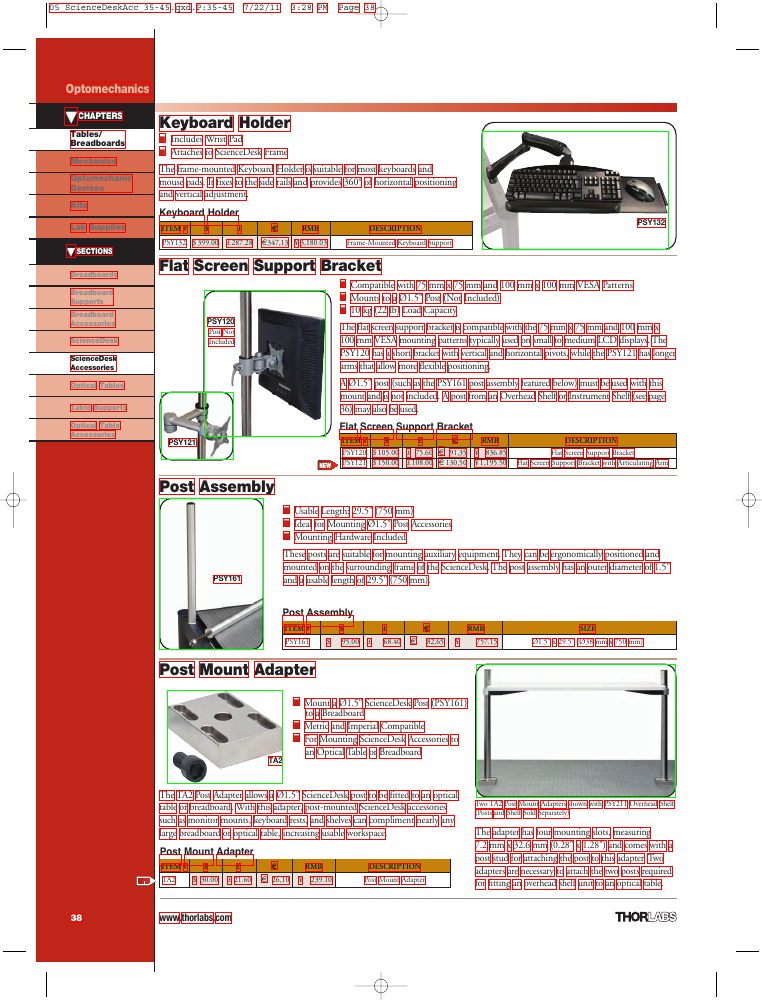 05 ScienceDeskAcc 35-45.qxd.P:35-45 7/22/11 3:28 PM Page 38
Optomechanics
CHAPTERS
Tables/
Breadboards
Mechanics
Optomechanic
Devices
Kits
Lab Supplies
SECTIONS
Breadboards
Breadboard
Supports
Breadboard
Accessories
ScienceDesk
ScienceDesk
Accessories
Optical Tables
Table Supports
Optical Table
Accessories
Keyboard Holder
Includes Wrist Pad
Attaches to ScienceDesk Frame
The frame-mounted Keyboard Holder is suitable for most keyboards and
mouse pads. It fixes to the side rails and provides 360° of horizontal positioning
and vertical adjustment.
Keyboard Holder
ITEM # $ £ € RMB DESCRIPTION
PSY132 $ 399.00 £ 287.28 €347,13 ¥ 3,180.03 Frame-Mounted Keyboard Support
PSY132
Flat Screen Support Bracket
Compatible with 75 mm x 75 mm and 100 mm x 100 mm VESA Patterns
Mounts to a Ø1.5" Post (Not Included)
10 kg (22 lb) Load Capacity
The flat screen support bracket is compatible with the 75 mm x 75 mm and 100 mm x
100 mm VESA mounting patterns typically used on small to medium LCD displays. The
PSY120 has a short bracket with vertical and horizontal pivots, while the PSY121 has longer
arms that allow more flexible positioning.
A Ø1.5" post (such as the PSY161 post assembly featured below) must be used with this
mount and is not included. A post from an Overhead Shelf or Instrument Shelf (see page
36) may also be used.
PSY120
Post Not
Included
PSY121
Flat Screen Support Bracket
ITEM # $ £ € RMB DESCRIPTION
PSY120 $ 105.00 £ 75.60 € 91,35 ¥ 836.85 Flat Screen Support Bracket
NEW PSY121 $ 150.00 £ 108.00 € 130,50 ¥ 1,195.50 Flat Screen Support Bracket with Articulating Arm
Post Assembly
Usable Length: 29.5" (750 mm)
Ideal for Mounting Ø1.5" Post Accessories
Mounting Hardware Included
These posts are suitable for mounting auxiliary equipment. They can be ergonomically positioned and
mounted on the surrounding frame of the ScienceDesk. The post assembly has an outer diameter of 1.5"
and a usable length of 29.5" (750 mm).
PSY161
Post Assembly
ITEM # $ £ € RMB SIZE
PSY161 $ 95.00 £ 68.40 € 82,65 ¥ 757.15 Ø1.5" x 29.5" (Ø38 mm x 750 mm)
Post Mount Adapter
Mount a Ø1.5" ScienceDesk Post (PSY161)
to a Breadboard
Metric and Imperial Compatible
For Mounting ScienceDesk Accessories to
an Optical Table or Breadboard
TA2
The TA2 Post Adapter allows a Ø1.5" ScienceDesk post to be fitted to an optical
table or breadboard. With this adapter, post-mounted ScienceDesk accessories
such as monitor mounts, keyboard rests, and shelves can compliment nearly any
large breadboard or optical table, increasing usable workspace.
Post Mount Adapter
ITEM # $ £ € RMB DESCRIPTION
TA2 $ 30.00 £ 21.60 € 26,10 ¥ 239.10 Post Mount Adapter
Two TA2 Post Mount Adapters shown with PSY211 Overhead Shelf
(Posts and Shelf Sold Separately)
The adapter has four mounting slots, measuring
7.2 mm x 32.6 mm (0.28" x 1.28") and comes with a
post stud for attaching the post to this adapter. Two
adapters are necessary to attach the two posts required
for fitting an overhead shelf unit to an optical table.
38
www.thorlabs.com
THORLABS